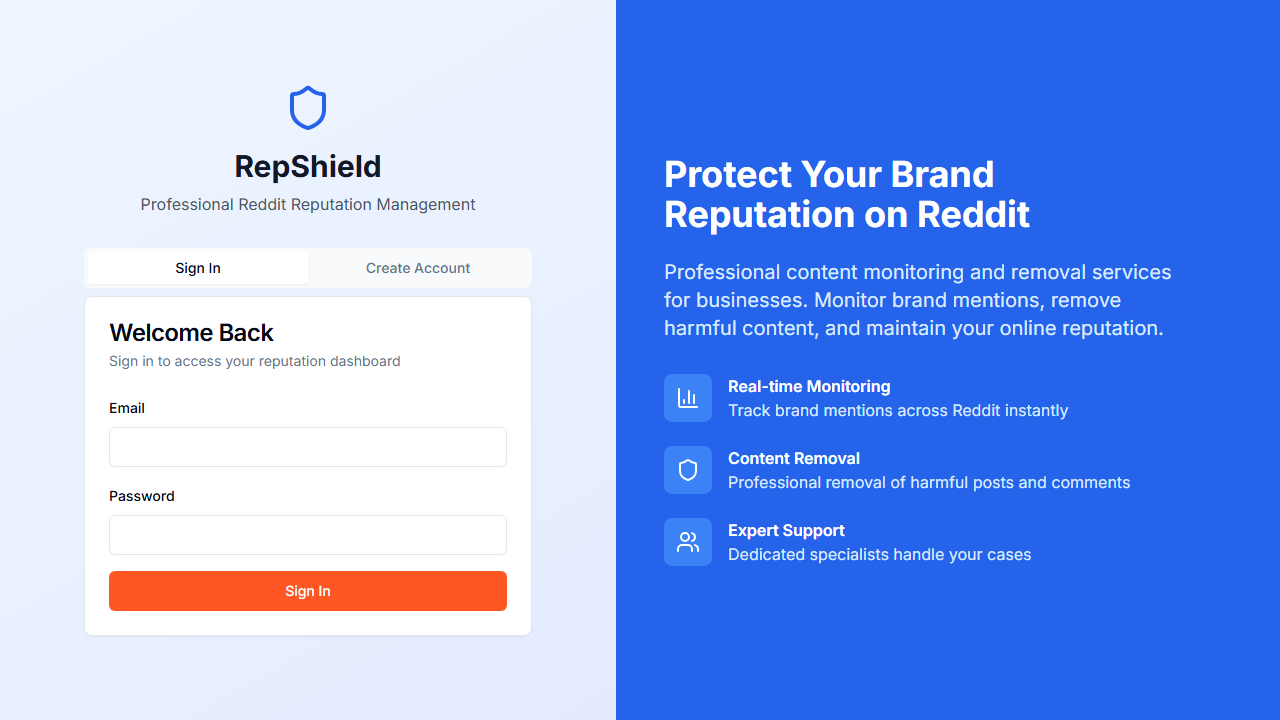 RepShield
Professional Reddit Reputation Management
Sign In
Create Account
Welcome Back
Sign in to access your reputation dashboard
Email
Password
Sign In
Protect Your Brand
Reputation on Reddit
Professional content monitoring and removal services
for businesses. Monitor brand mentions, remove
harmful content, and maintain your online reputation.
Real-time Monitoring
Track brand mentions across Reddit instantly
Content Removal
Professional removal of harmful posts and comments
Expert Support
Dedicated specialists handle your cases